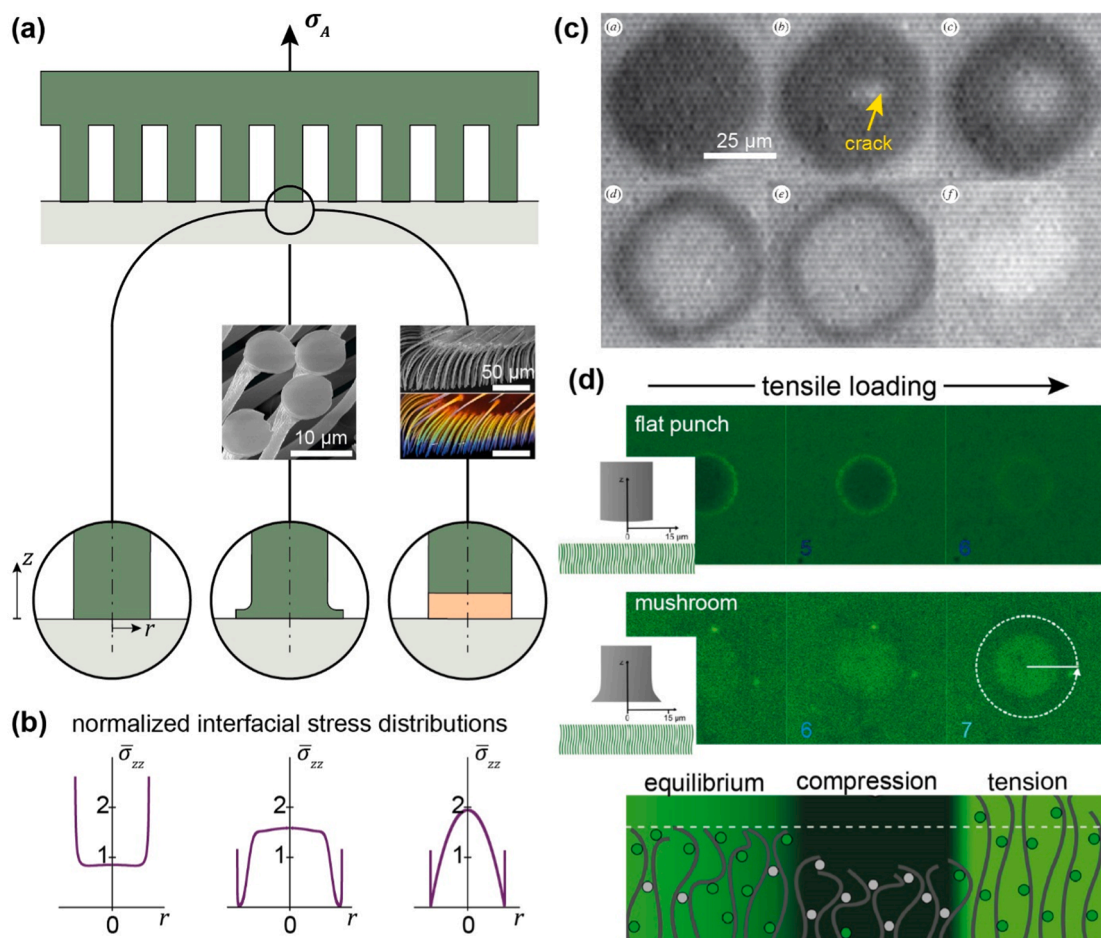 (a)
σ_A
10 μm
50 μm
z
r
(b) normalized interfacial stress distributions
σ̅_zz
2
1
0
r
σ̅_zz
2
1
0
r
σ̅_zz
2
1
0
r
(c)
(a)
(b)
(c)
crack
25 μm
(d)
(e)
(f)
(d)
tensile loading
flat punch
z
15 μm
5
6
mushroom
z
15 μm
6
7
equilibrium compression tension